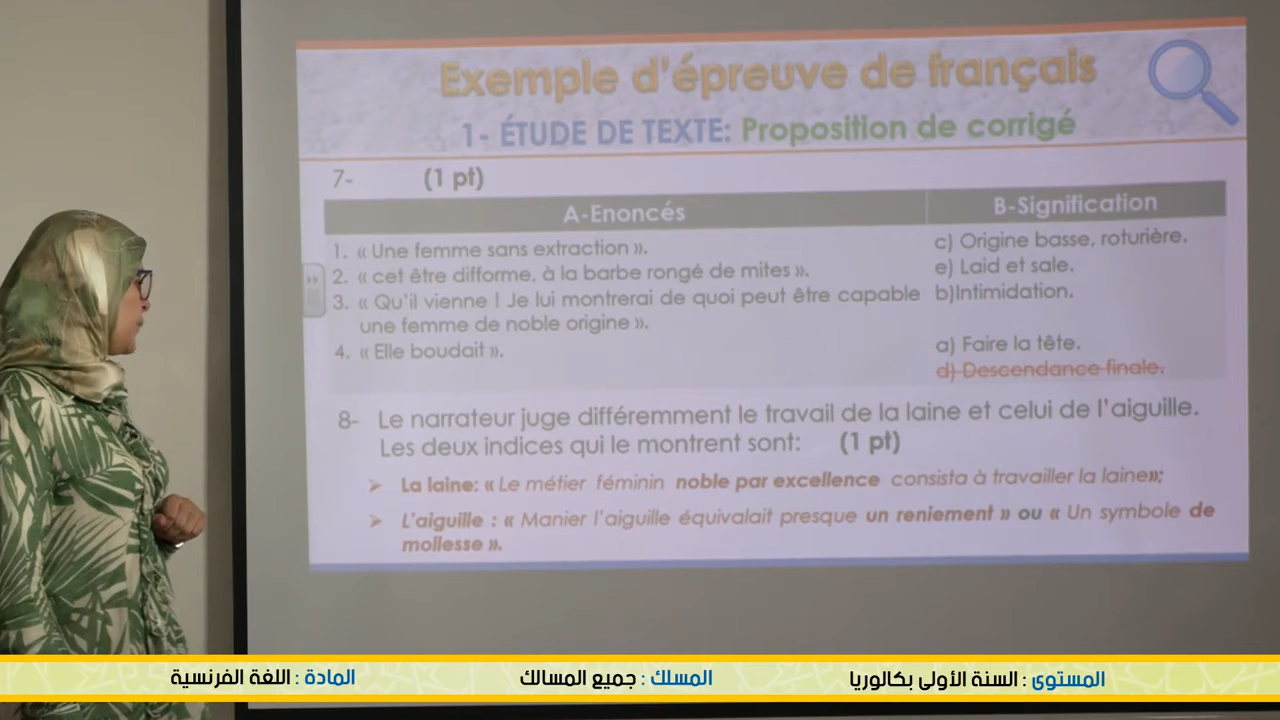 Exemple d'épreuve de français
1- ÉTUDE DE TEXTE: Proposition de corrigé
7- (1 pt)
A-Enoncés B-Signification
1. « Une femme sans extraction ». c) Origine basse, roturière.
2. « cet être difforme, à la barbe rongé de mites ». e) Laid et sale.
3. « Qu'il vienne ! Je lui montrerai de quoi peut être capable b)Intimidation.
une femme de noble origine ».
4. « Elle boudait ». a) Faire la tête.
d) Descendance finale.
8- Le narrateur juge différemment le travail de la laine et celui de l'aiguille.
Les deux indices qui le montrent sont: (1 pt)
➢ La laine: « Le métier féminin noble par excellence consista à travailler la laine»;
➢ L'aiguille : « Manier l'aiguille équivalait presque un reniement » ou « Un symbole de
mollesse ».
المستوى : السنة الأولى بكالوريا المسلك : جميع المسالك المادة : اللغة الفرنسية